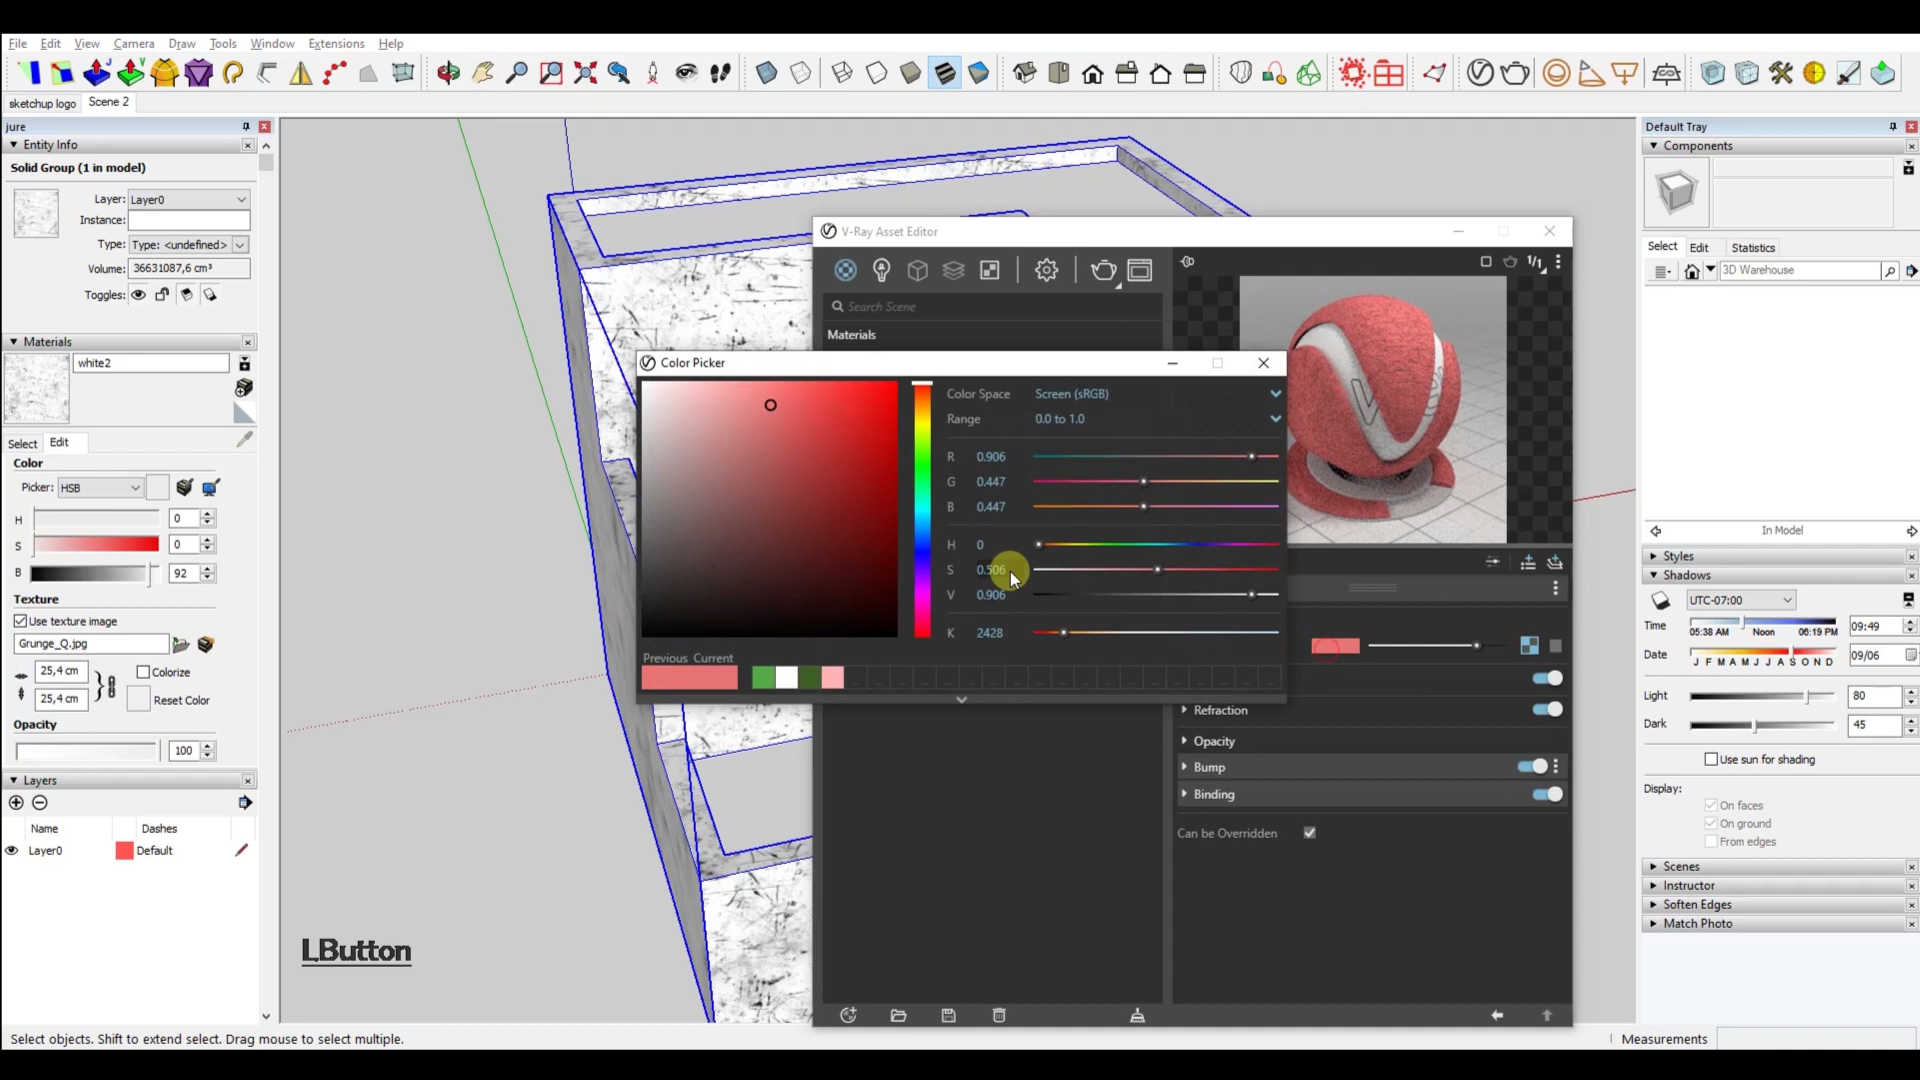 File Edit View Camera Draw Tools Window Extensions Help
sketchup logo Scene 2
jure
Entity Info
Solid Group (1 in model)
Layer: Layer0
Instance:
Type: Type: <undefined>
Volume: 36631087,6 cm³
Toggles:
Materials
white2
Select Edit
Color
Picker: HSB
H 0
S 0
B 92
Texture
Use texture image
Grunge_Q.jpg
25,4 cm Colorize
25,4 cm Reset Color
Opacity
100
Layers
Name Dashes
Layer0 Default
LButton
V-Ray Asset Editor
Search Scene
Materials
1/1
Color Picker
Color Space Screen (sRGB)
Range 0.0 to 1.0
R 0.906
G 0.447
B 0.447
H 0
S 0.506
V 0.906
K 2428
Previous Current
Refraction
Opacity
Bump
Binding
Can be Overridden
Default Tray
Components
Select Edit Statistics
3D Warehouse
In Model
Styles
Shadows
UTC-07:00
Time 05:38 AM Noon 06:19 PM 09:49
Date J F M A M J J A S O N D 09/06
Light 80
Dark 45
Use sun for shading
Display:
On faces
On ground
From edges
Scenes
Instructor
Soften Edges
Match Photo
Select objects. Shift to extend select. Drag mouse to select multiple.
Measurements